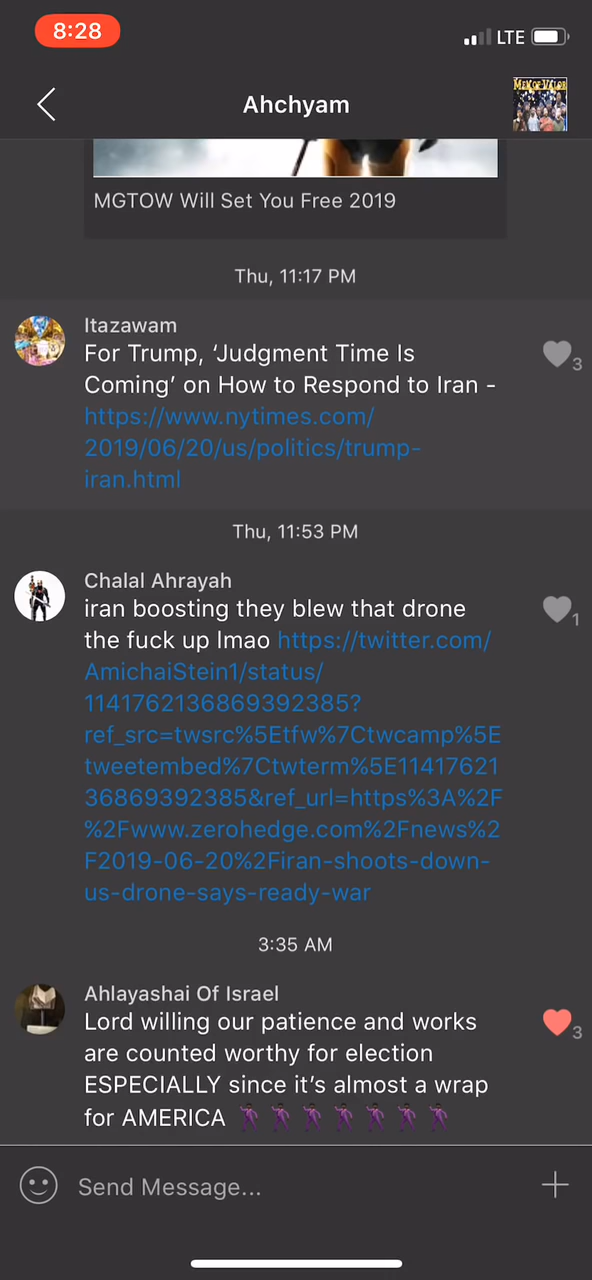 8:28
LTE
Ahchyam
MEN OF VALOR
MGTOW Will Set You Free 2019
Thu, 11:17 PM
Itazawam
For Trump, ‘Judgment Time Is
Coming’ on How to Respond to Iran -
https://www.nytimes.com/
2019/06/20/us/politics/trump-
iran.html
3
Thu, 11:53 PM
Chalal Ahrayah
iran boosting they blew that drone
the fuck up lmao https://twitter.com/
AmichaiStein1/status/
1141762136869392385?
ref_src=twsrc%5Etfw%7Ctwcamp%5E
tweetembed%7Ctwterm%5E11417621
36869392385&ref_url=https%3A%2F
%2Fwww.zerohedge.com%2Fnews%2
F2019-06-20%2Firan-shoots-down-
us-drone-says-ready-war
1
3:35 AM
Ahlayashai Of Israel
Lord willing our patience and works
are counted worthy for election
ESPECIALLY since it’s almost a wrap
for AMERICA 🕺🏿🕺🏿🕺🏿🕺🏿🕺🏿🕺🏿🕺🏿
3
Send Message...